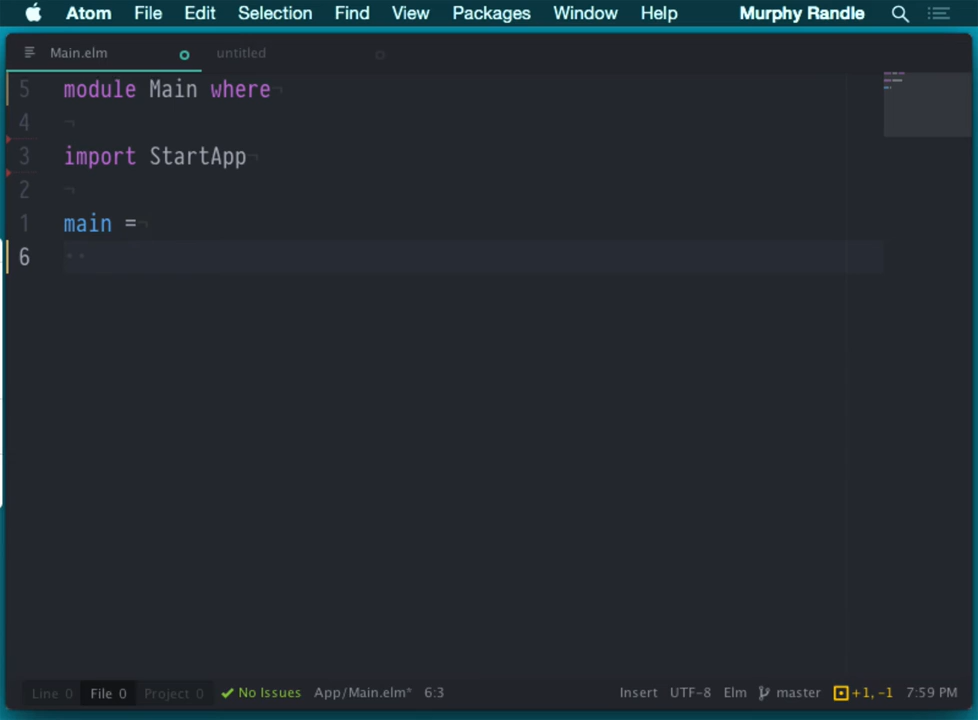 Atom File Edit Selection Find View Packages Window Help Murphy Randle
Main.elm untitled
5 module Main where¬
4 ¬
3 import StartApp¬
2 ¬
1 main =¬
6
Line 0 File 0 Project 0 No Issues App/Main.elm* 6:3 Insert UTF-8 Elm master +1, -1 7:59 PM